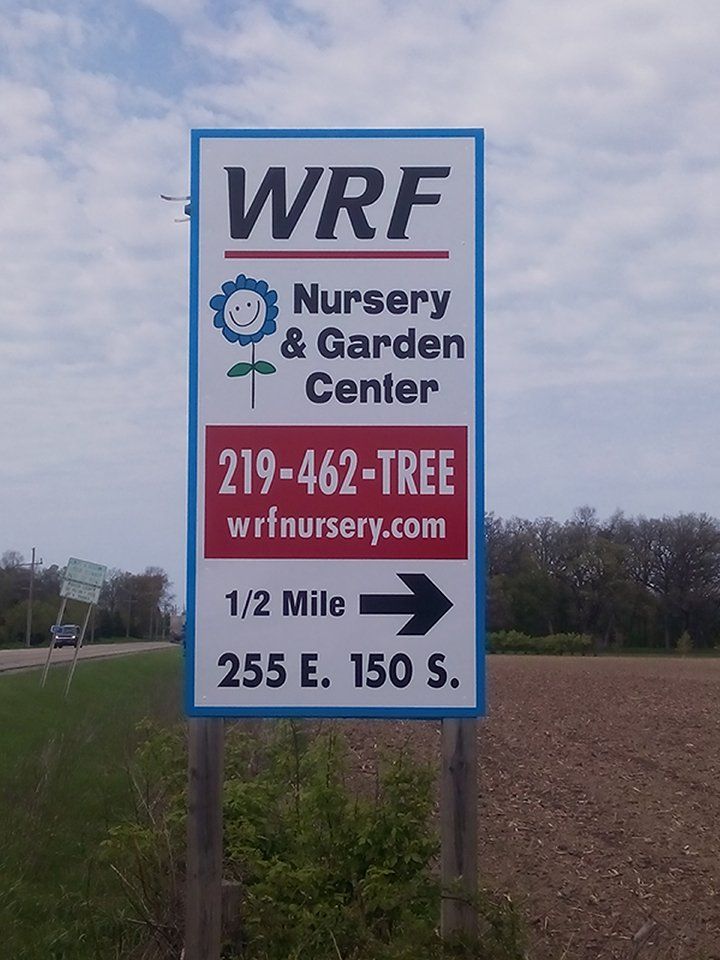 WRF
Nursery
& Garden
Center
219-462-TREE
wrfnursery.com
1/2 Mile
255 E. 150 S.